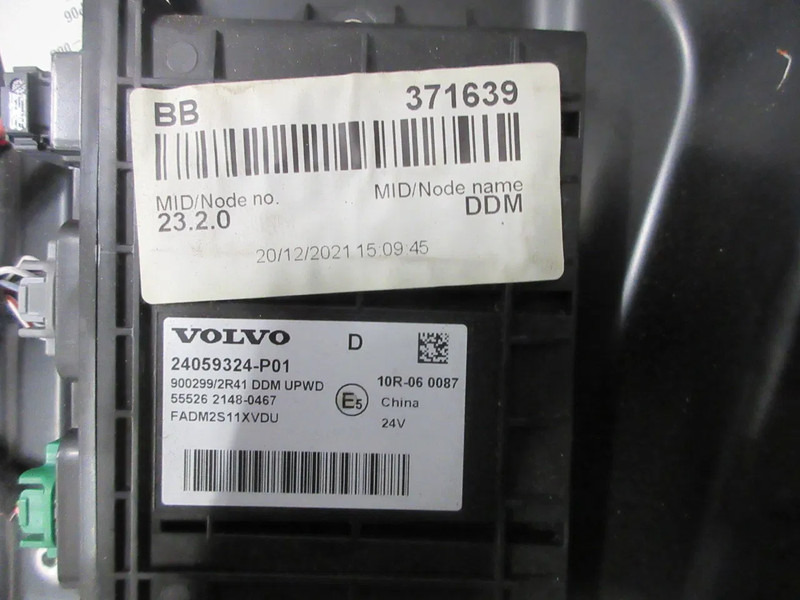 BB 371639
MID/Node no. MID/Node name
23.2.0 DDM
20/12/2021 15:09:45
VOLVO D
24059324-P01
900299/2R41 DDM UPWD 10R-06 0087
55526 2148-0467 E5 China
FADM2S11XVDU 24V